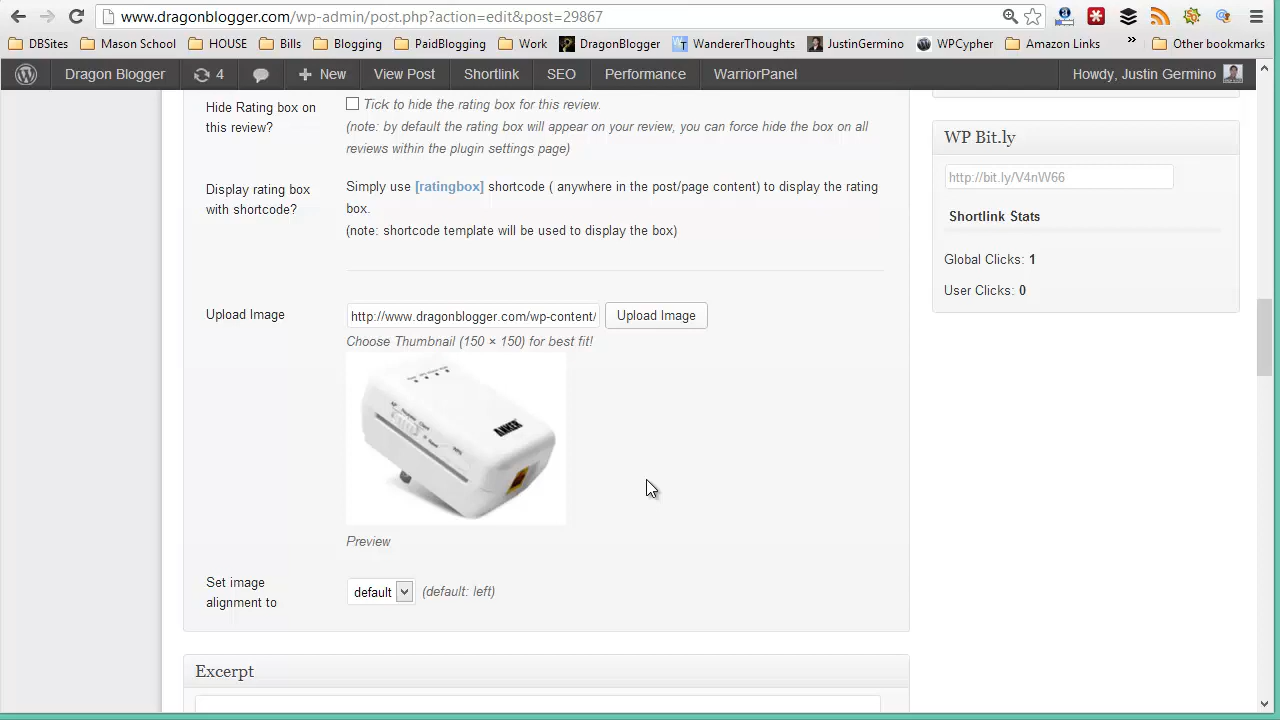 www.dragonblogger.com/wp-admin/post.php?action=edit&post=29867
DBSites Mason School HOUSE Bills Blogging PaidBlogging Work DragonBlogger WandererThoughts JustinGermino WPCypher Amazon Links » Other bookmarks
Dragon Blogger 4 + New View Post Shortlink SEO Performance WarriorPanel Howdy, Justin Germino
Hide Rating box on
this review?
Tick to hide the rating box for this review.
(note: by default the rating box will appear on your review, you can force hide the box on all
reviews within the plugin settings page)
Display rating box
with shortcode?
Simply use [ratingbox] shortcode ( anywhere in the post/page content) to display the rating
box.
(note: shortcode template will be used to display the box)
Upload Image
http://www.dragonblogger.com/wp-content/ Upload Image
Choose Thumbnail (150 × 150) for best fit!
ANKER
Preview
Set image
alignment to
default (default: left)
Excerpt
WP Bit.ly
http://bit.ly/V4nW66
Shortlink Stats
Global Clicks: 1
User Clicks: 0